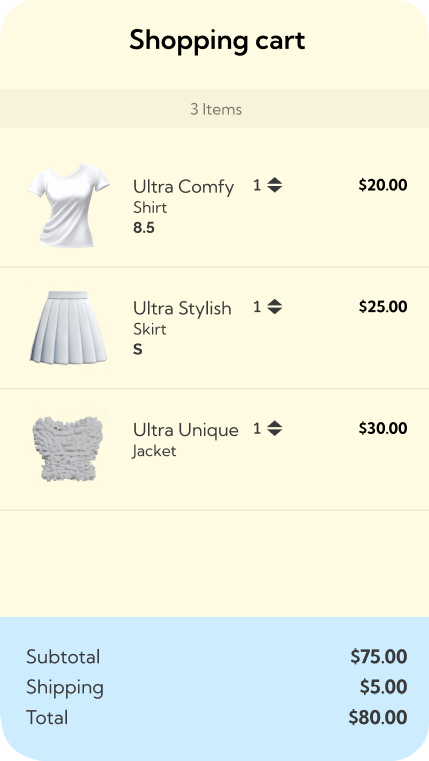 Shopping cart
3 Items
Ultra Comfy 1 $20.00
Shirt
8.5
Ultra Stylish 1 $25.00
Skirt
S
Ultra Unique 1 $30.00
Jacket
Subtotal $75.00
Shipping $5.00
Total $80.00